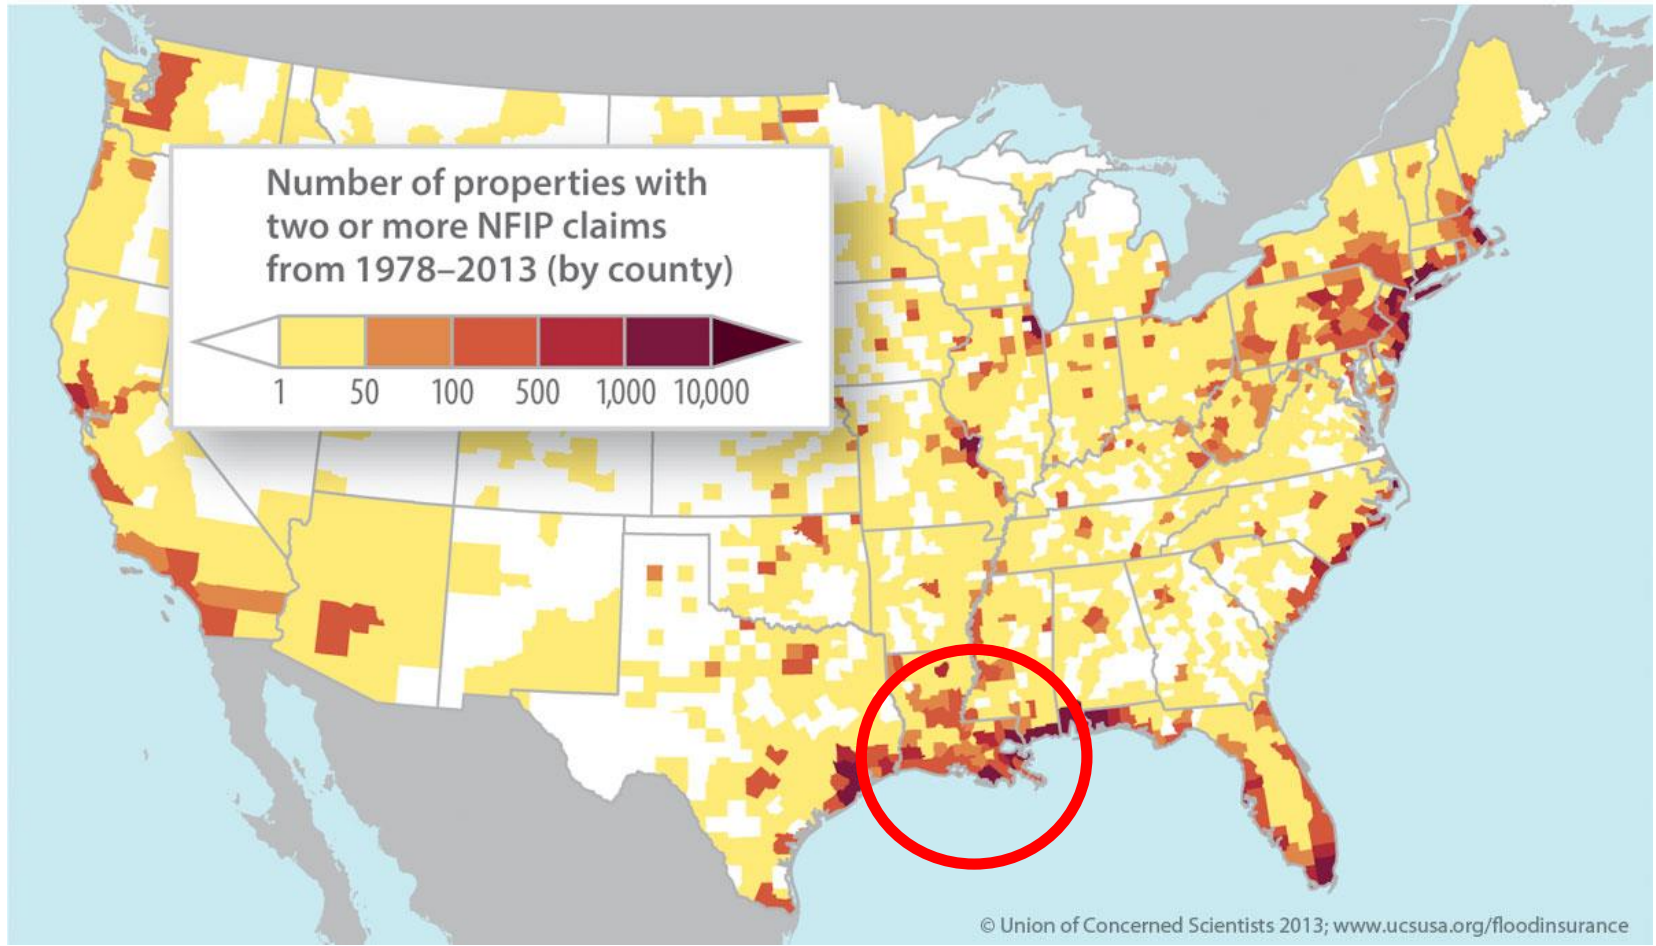 Number of properties with
two or more NFIP claims
from 1978–2013 (by county)
1 50 100 500 1,000 10,000
© Union of Concerned Scientists 2013; www.ucsusa.org/floodinsurance